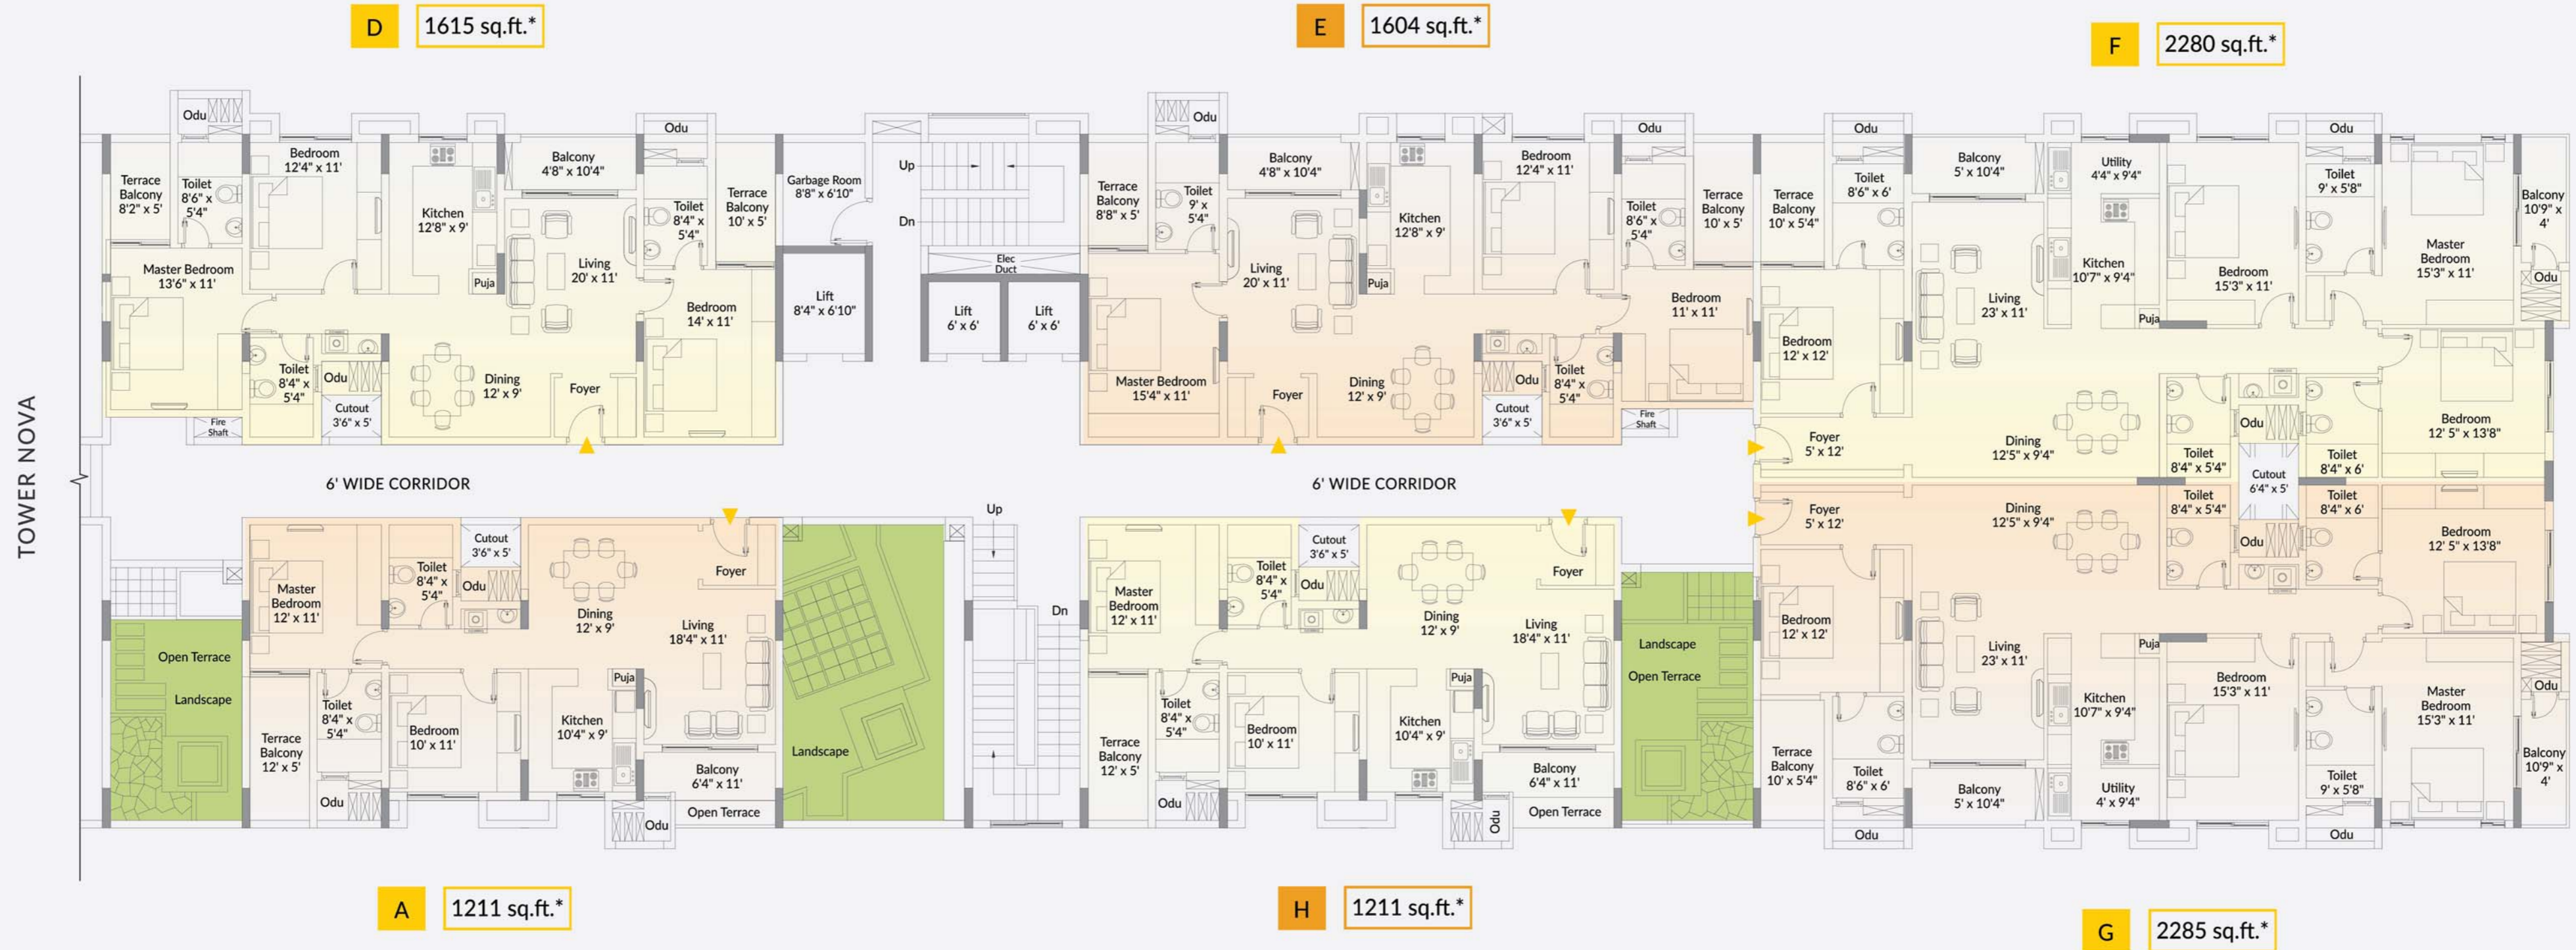 D
1615 sq.ft.*
E
1604 sq.ft.*
F
2280 sq.ft.*
TOWER NOVA
Odu
Terrace
Balcony
8'2" x 5'
Toilet
8'6" x
5'4"
Bedroom
12'4" x 11'
Kitchen
12'8" x 9'
Puja
Balcony
4'8" x 10'4"
Living
20' x 11'
Odu
Toilet
8'4" x
5'4"
Terrace
Balcony
10' x 5'
Master Bedroom
13'6" x 11'
Bedroom
14' x 11'
Toilet
8'4" x
5'4"
Odu
Cutout
3'6" x 5'
Dining
12' x 9'
Foyer
Fire
Shaft
Garbage Room
8'8" x 6'10"
Up
Dn
Elec
Duct
Lift
8'4" x 6'10"
Lift
6' x 6'
Lift
6' x 6'
Odu
Terrace
Balcony
8'8" x 5'
Toilet
9' x
5'4"
Balcony
4'8" x 10'4"
Living
20' x 11'
Kitchen
12'8" x 9'
Puja
Bedroom
12'4" x 11'
Odu
Toilet
8'6" x
5'4"
Terrace
Balcony
10' x 5'
Bedroom
11' x 11'
Master Bedroom
15'4" x 11'
Foyer
Dining
12' x 9'
Odu
Cutout
3'6" x 5'
Toilet
8'4" x
5'4"
Fire
Shaft
Terrace
Balcony
10' x 5'4"
Odu
Toilet
8'6" x 6'
Balcony
5' x 10'4"
Utility
4'4" x 9'4"
Living
23' x 11'
Kitchen
10'7" x 9'4"
Puja
Bedroom
15'3" x 11'
Odu
Toilet
9' x 5'8"
Master
Bedroom
15'3" x 11'
Balcony
10'9" x
4'
Odu
Bedroom
12' x 12'
Foyer
5' x 12'
Dining
12'5" x 9'4"
Toilet
8'4" x 5'4"
Odu
Cutout
6'4" x 5'
Toilet
8'4" x 6'
Bedroom
12' 5" x 13'8"
6' WIDE CORRIDOR
6' WIDE CORRIDOR
Open Terrace
Landscape
Master
Bedroom
12' x 11'
Toilet
8'4" x
5'4"
Cutout
3'6" x 5'
Odu
Dining
12' x 9'
Foyer
Living
18'4" x 11'
Terrace
Balcony
12' x 5'
Toilet
8'4" x
5'4"
Odu
Bedroom
10' x 11'
Kitchen
10'4" x 9'
Puja
Balcony
6'4" x 11'
Open Terrace
Odu
Landscape
Up
Dn
Master
Bedroom
12' x 11'
Toilet
8'4" x
5'4"
Cutout
3'6" x 5'
Odu
Dining
12' x 9'
Foyer
Living
18'4" x 11'
Terrace
Balcony
12' x 5'
Toilet
8'4" x
5'4"
Odu
Bedroom
10' x 11'
Kitchen
10'4" x 9'
Puja
Balcony
6'4" x 11'
Open Terrace
Odu
Landscape
Open Terrace
Foyer
5' x 12'
Dining
12'5" x 9'4"
Toilet
8'4" x 5'4"
Odu
Toilet
8'4" x 6'
Bedroom
12' 5" x 13'8"
Bedroom
12' x 12'
Living
23' x 11'
Puja
Kitchen
10'7" x 9'4"
Bedroom
15'3" x 11'
Master
Bedroom
15'3" x 11'
Odu
Balcony
10'9" x
4'
Terrace
Balcony
10' x 5'4"
Toilet
8'6" x 6'
Odu
Balcony
5' x 10'4"
Utility
4' x 9'4"
Toilet
9' x 5'8"
Odu
A
1211 sq.ft.*
H
1211 sq.ft.*
G
2285 sq.ft.*